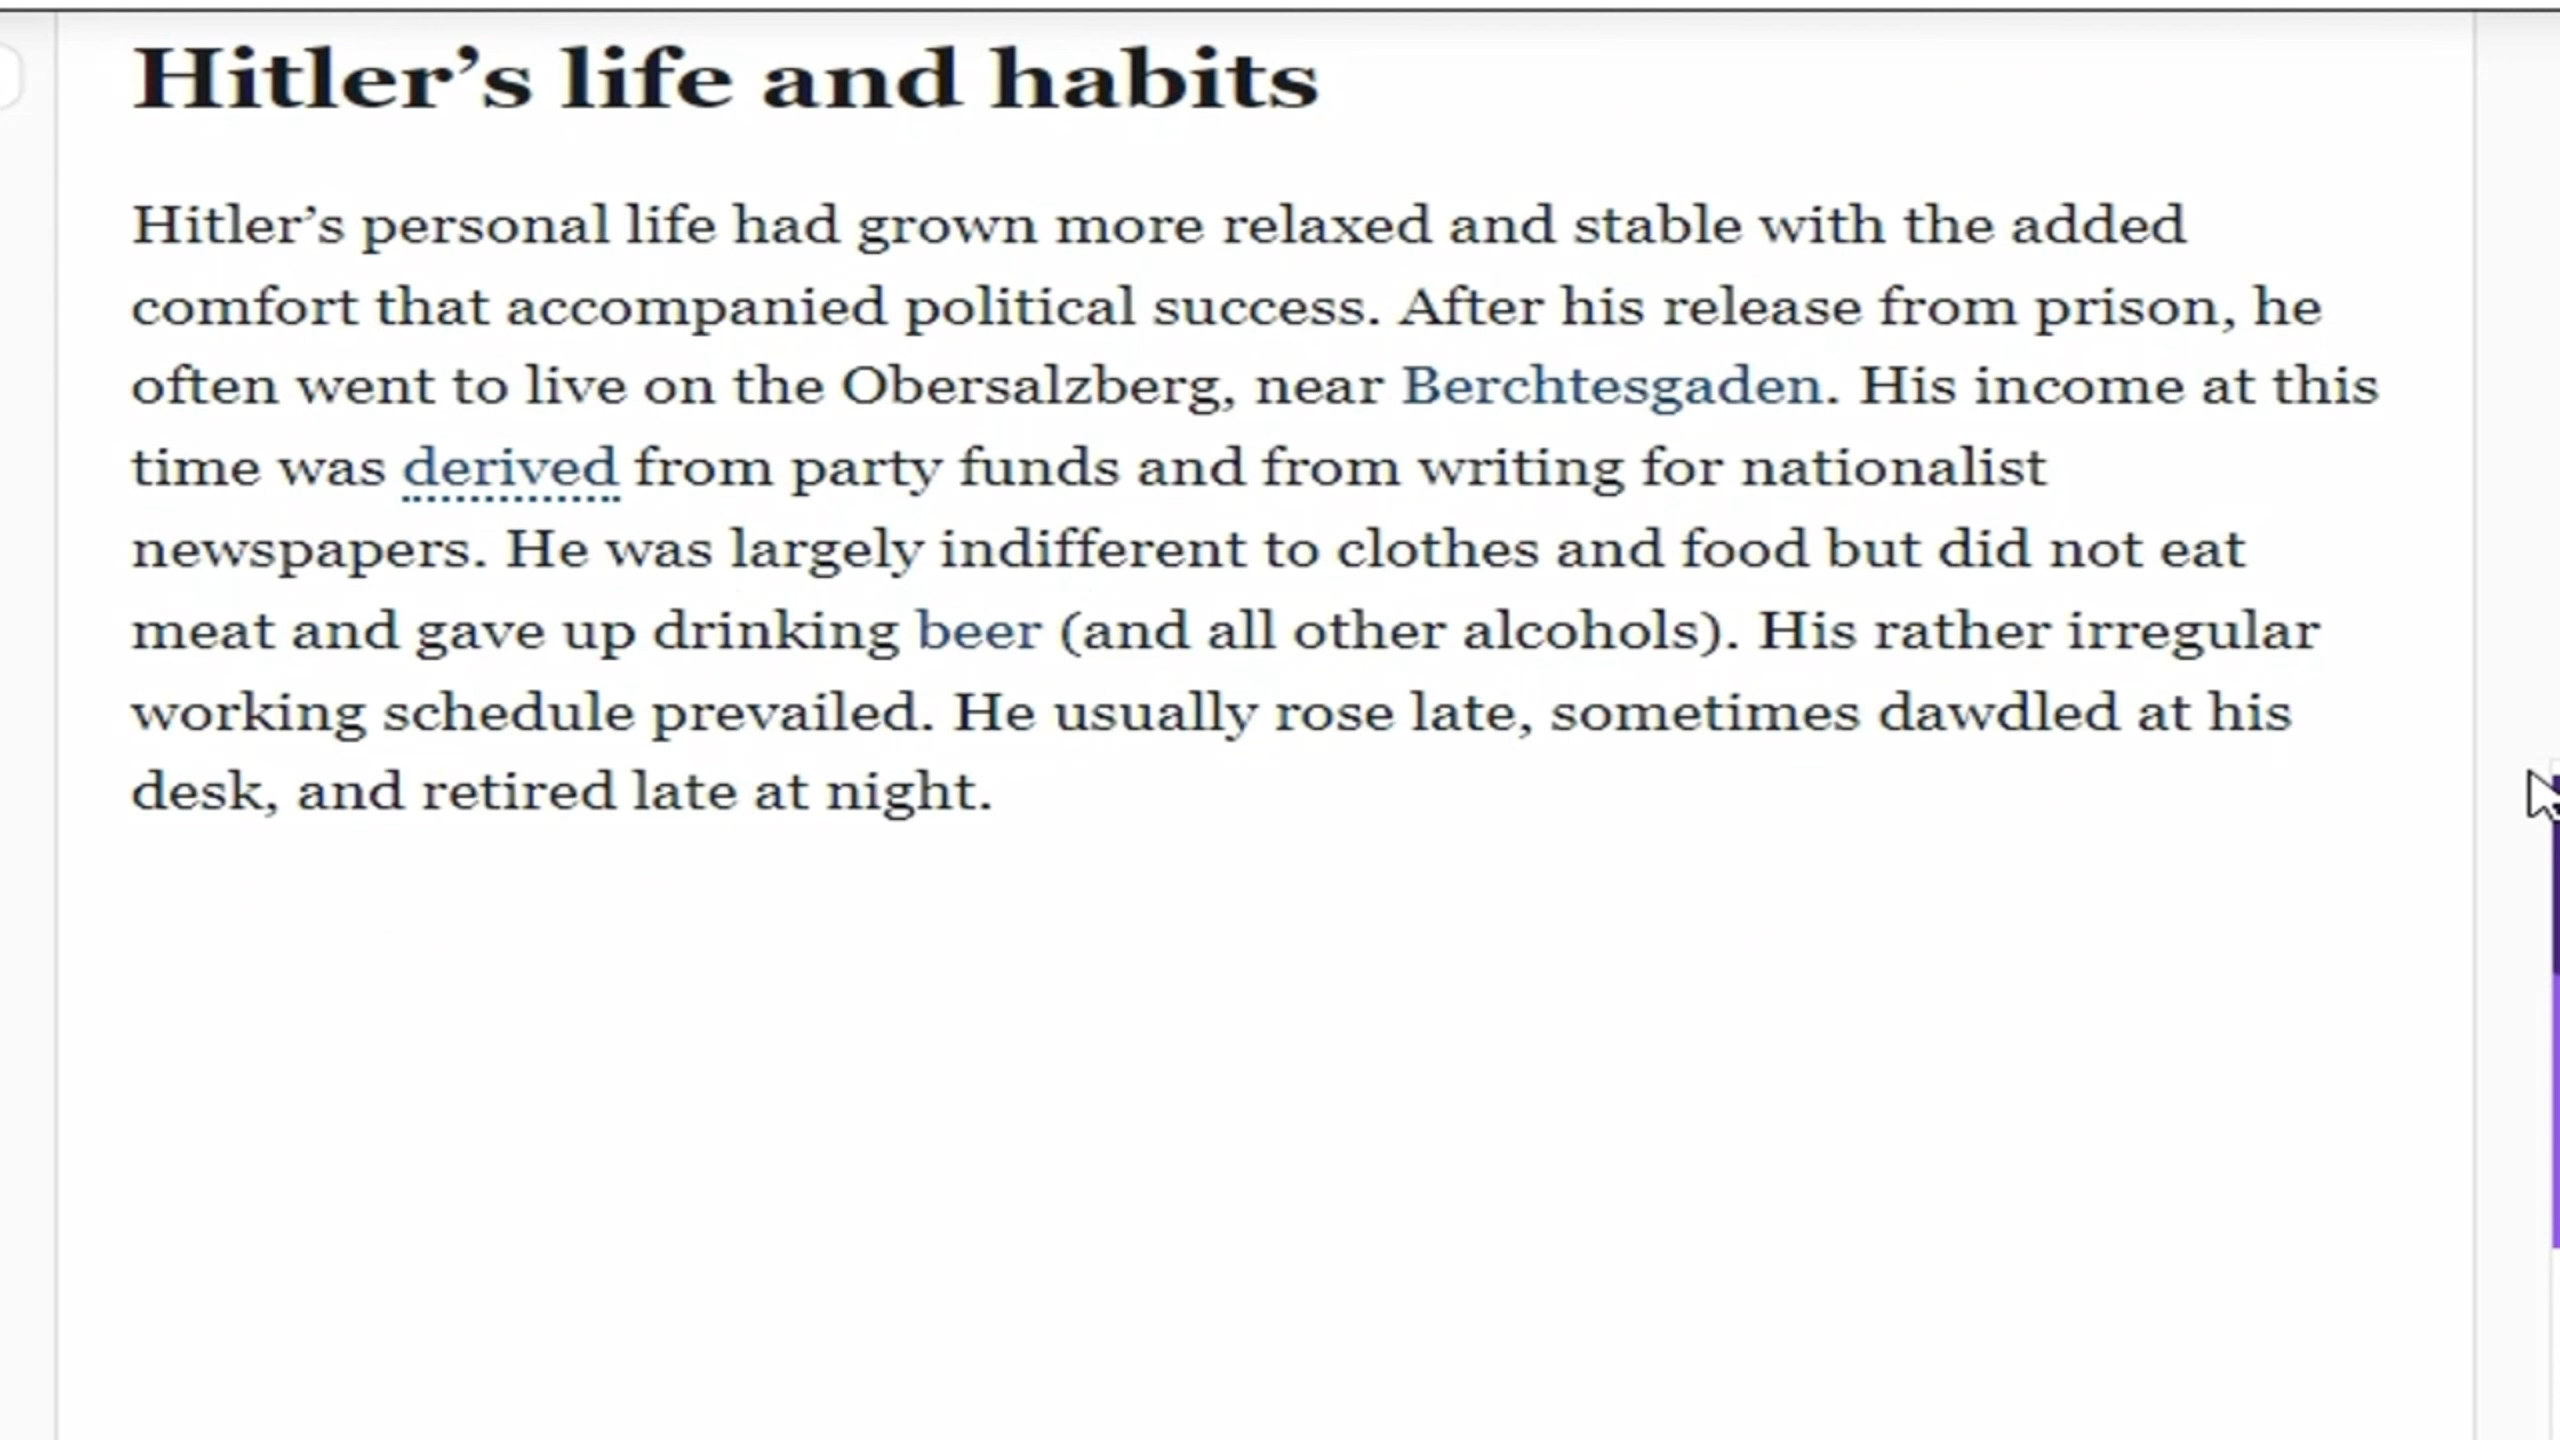 Hitler’s life and habits
Hitler’s personal life had grown more relaxed and stable with the added
comfort that accompanied political success. After his release from prison, he
often went to live on the Obersalzberg, near Berchtesgaden. His income at this
time was derived from party funds and from writing for nationalist
newspapers. He was largely indifferent to clothes and food but did not eat
meat and gave up drinking beer (and all other alcohols). His rather irregular
working schedule prevailed. He usually rose late, sometimes dawdled at his
desk, and retired late at night.